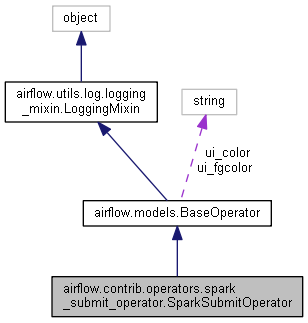 object
airflow.utils.log.logging
_mixin.LoggingMixin
string
ui_color
ui_fgcolor
airflow.models.BaseOperator
airflow.contrib.operators.spark
_submit_operator.SparkSubmitOperator